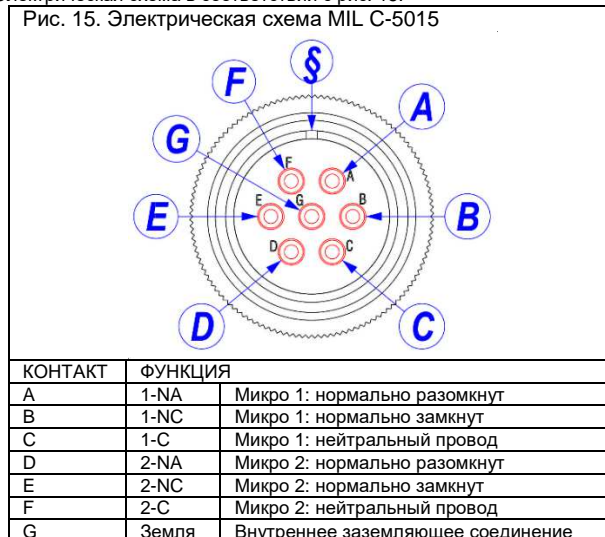 Рис. 15. Электрическая схема MIL C-5015
§
F
A
G
F
A
E
E
G
B
B
D
C
D
C
КОНТАКТ ФУНКЦИЯ
A 1-NA Микро 1: нормально разомкнут
B 1-NC Микро 1: нормально замкнут
C 1-C Микро 1: нейтральный провод
D 2-NA Микро 2: нормально разомкнут
E 2-NC Микро 2: нормально замкнут
F 2-C Микро 2: нейтральный провод
G Земля Внутреннее заземляющее соединение